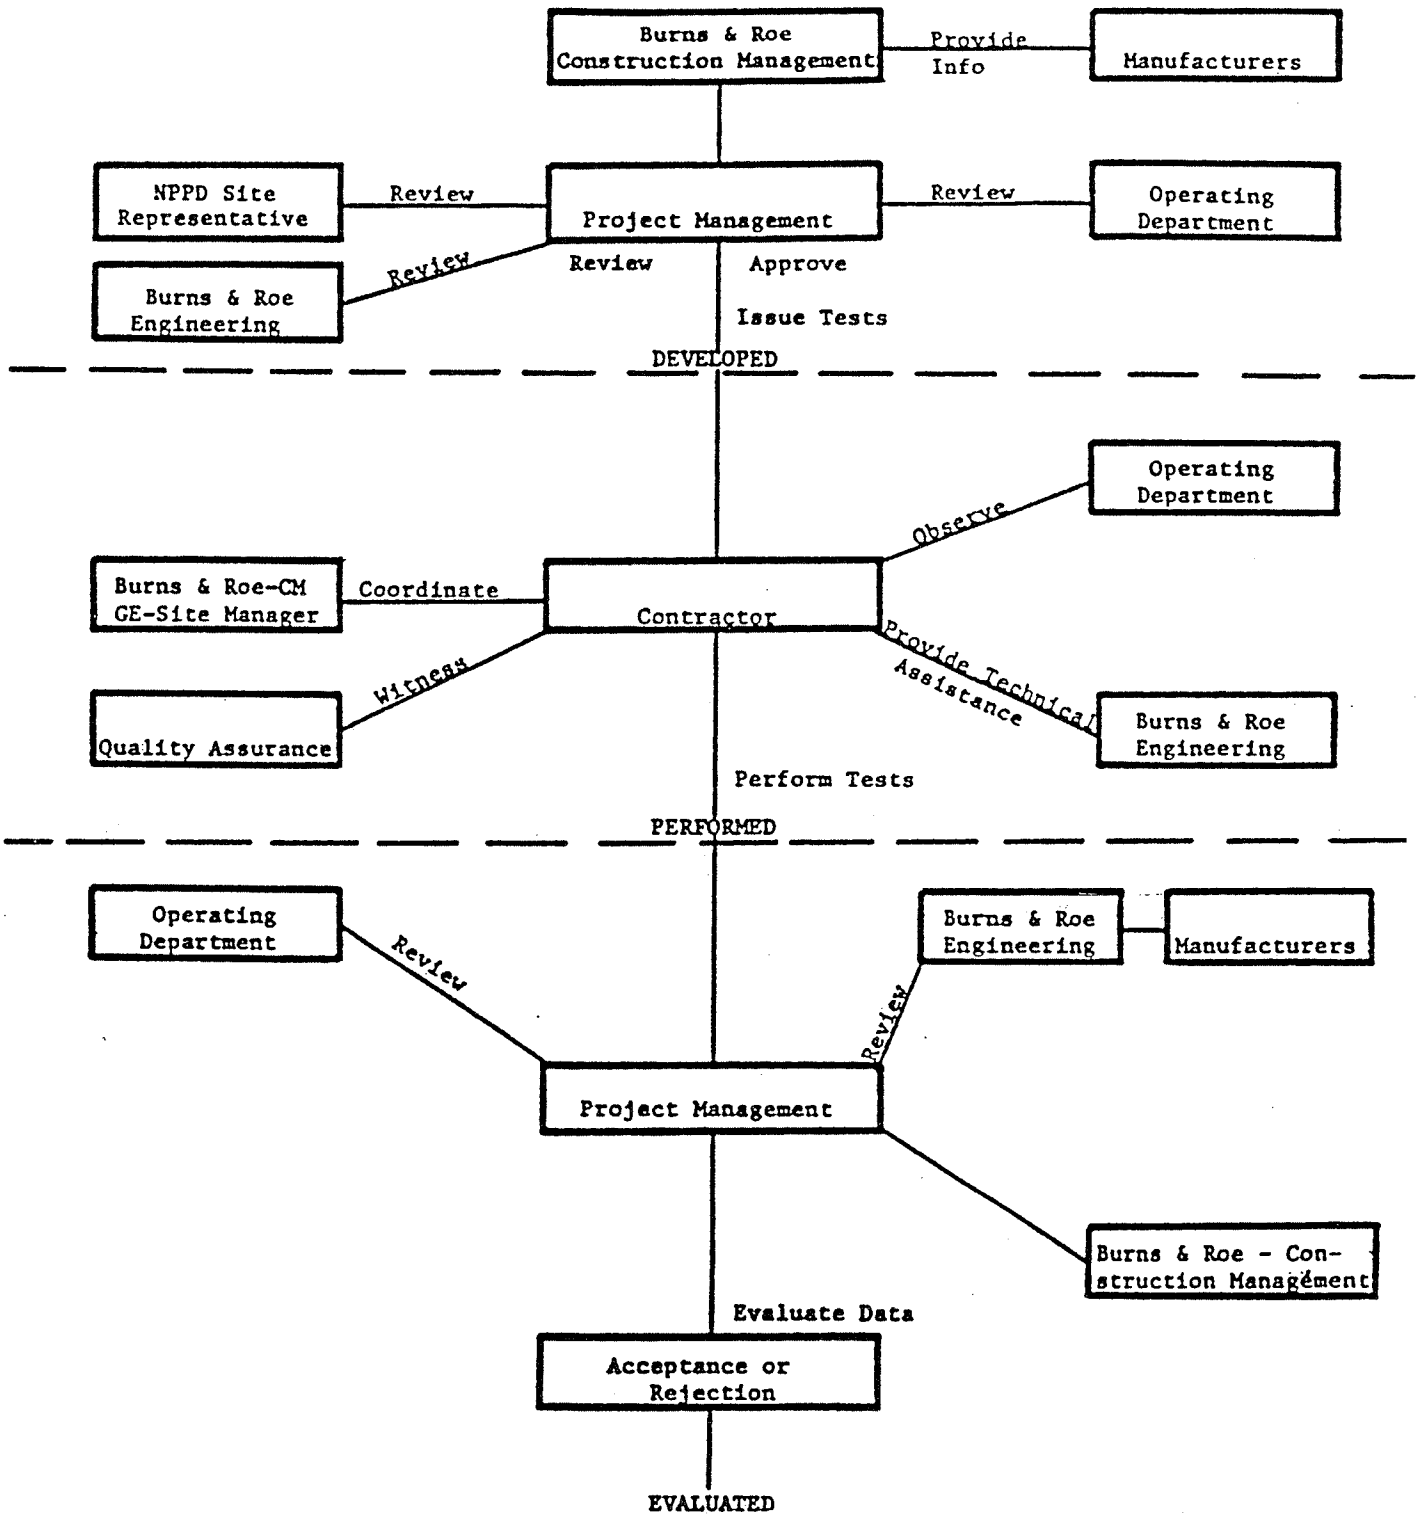 Burns & Roe
Construction Management
Provide
Info
Manufacturers
NPPD Site
Representative
Review
Project Management
Review
Operating
Department
Review
Burns & Roe
Engineering
Review
Approve
Issue Tests
DEVELOPED
Operating
Department
Observe
Burns & Roe-CM
GE-Site Manager
Coordinate
Contractor
Witness
Quality Assurance
Provide Technical
Assistance
Burns & Roe
Engineering
Perform Tests
PERFORMED
Operating
Department
Review
Burns & Roe
Engineering
Manufacturers
Review
Project Management
Burns & Roe - Con-
struction Management
Evaluate Data
Acceptance or
Rejection
EVALUATED